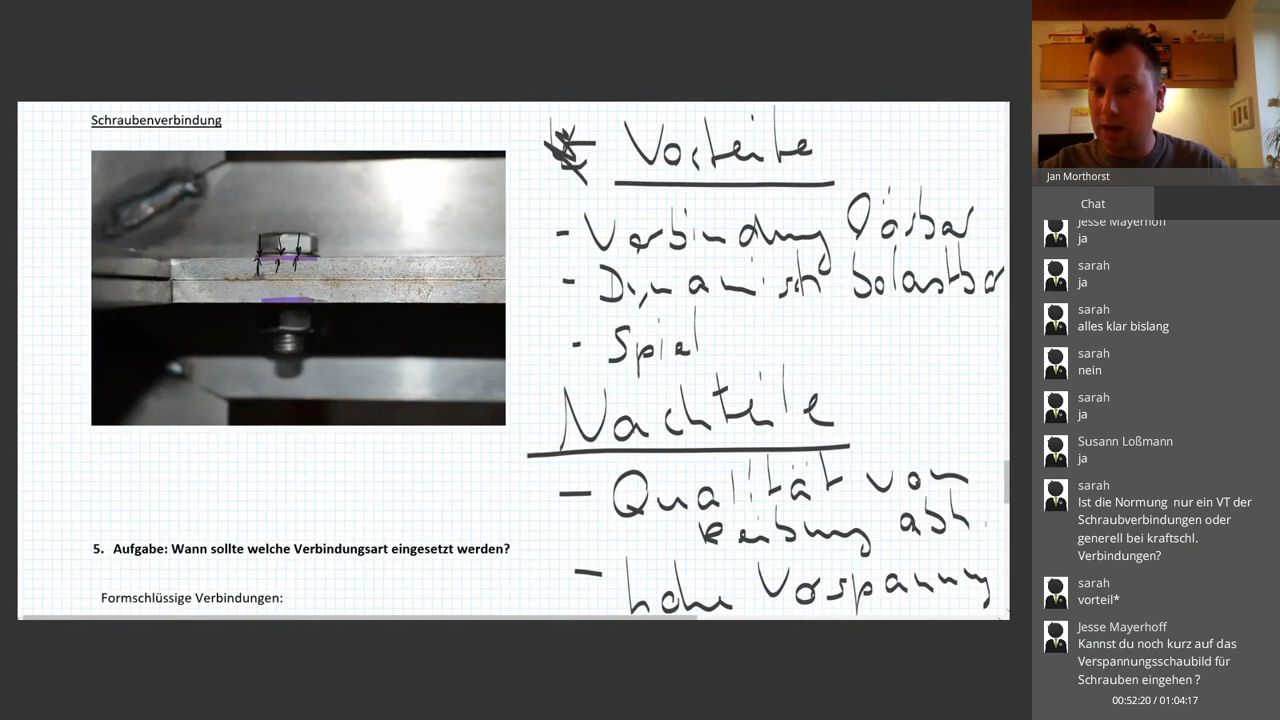 Schraubenverbindung
Vorteile
- Verbindung lösbar
- Dynamisch belastbar
- Spiel
Nachteile
- Qualität von
Reibung abh.
- hohe Vorspannung
5. Aufgabe: Wann sollte welche Verbindungsart eingesetzt werden?
Formschlüssige Verbindungen:
Jan Morthorst
Chat
Jesse Mayerhoff
ja
sarah
ja
sarah
alles klar bislang
sarah
nein
sarah
ja
Susann Loßmann
ja
sarah
Ist die Normung nur ein VT der
Schraubverbindungen oder
generell bei kraftschl.
Verbindungen?
sarah
vorteil*
Jesse Mayerhoff
Kannst du noch kurz auf das
Verspannungsschaubild für
Schrauben eingehen ?
00:52:20 / 01:04:17